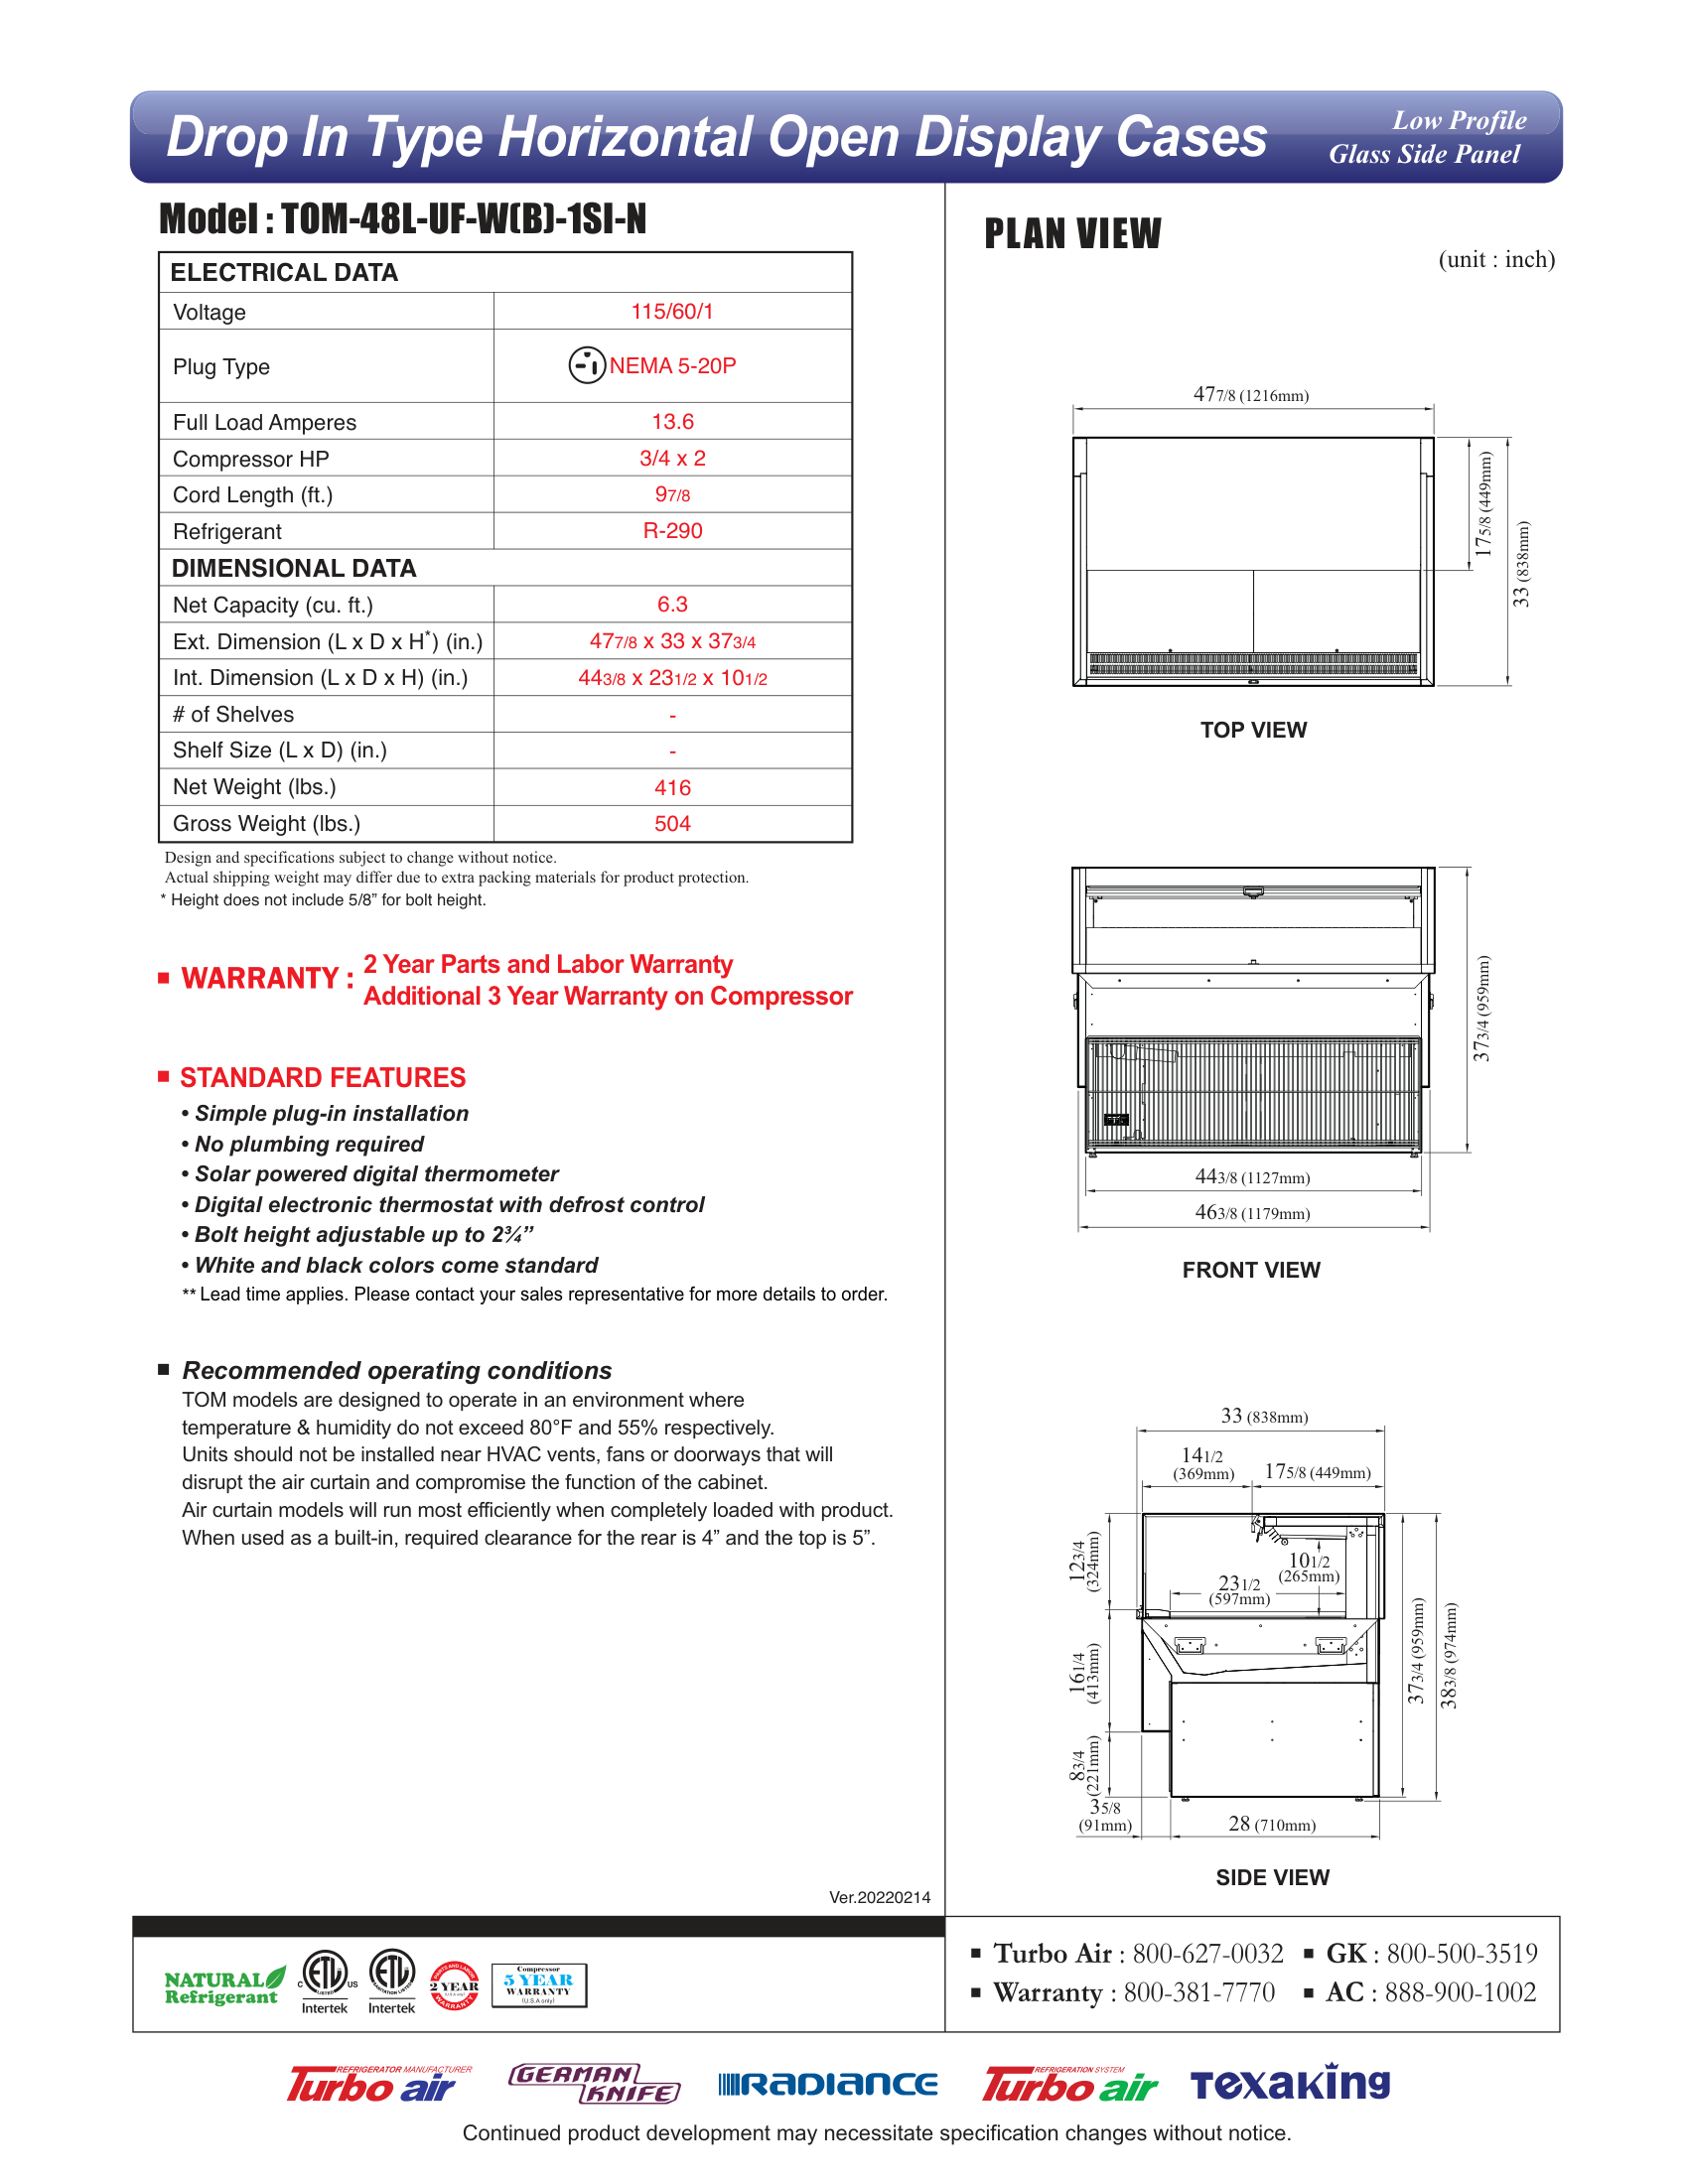 Drop In Type Horizontal Open Display Cases
Low Profile
Glass Side Panel
Model : TOM-48L-UF-W(B)-1SI-N
ELECTRICAL DATA
Voltage 115/60/1
Plug Type NEMA 5-20P
Full Load Amperes 13.6
Compressor HP 3/4 x 2
Cord Length (ft.) 97/8
Refrigerant R-290
DIMENSIONAL DATA
Net Capacity (cu. ft.) 6.3
Ext. Dimension (L x D x H*) (in.) 477/8 x 33 x 373/4
Int. Dimension (L x D x H) (in.) 443/8 x 231/2 x 101/2
# of Shelves -
Shelf Size (L x D) (in.) -
Net Weight (lbs.) 416
Gross Weight (lbs.) 504
Design and specifications subject to change without notice.
Actual shipping weight may differ due to extra packing materials for product protection.
* Height does not include 5/8” for bolt height.
■ WARRANTY : 2 Year Parts and Labor Warranty
Additional 3 Year Warranty on Compressor
■ STANDARD FEATURES
• Simple plug-in installation
• No plumbing required
• Solar powered digital thermometer
• Digital electronic thermostat with defrost control
• Bolt height adjustable up to 2¾”
• White and black colors come standard
** Lead time applies. Please contact your sales representative for more details to order.
■ Recommended operating conditions
TOM models are designed to operate in an environment where
temperature & humidity do not exceed 80°F and 55% respectively.
Units should not be installed near HVAC vents, fans or doorways that will
disrupt the air curtain and compromise the function of the cabinet.
Air curtain models will run most efficiently when completely loaded with product.
When used as a built-in, required clearance for the rear is 4” and the top is 5”.
Ver.20220214
PLAN VIEW
(unit : inch)
477/8 (1216mm)
175/8 (449mm)
33 (838mm)
TOP VIEW
373/4 (959mm)
443/8 (1127mm)
463/8 (1179mm)
FRONT VIEW
33 (838mm)
141/2
(369mm)
175/8 (449mm)
123/4
(324mm)
101/2
(265mm)
231/2
(597mm)
161/4
(413mm)
373/4 (959mm)
383/8 (974mm)
83/4
(221mm)
35/8
(91mm)
28 (710mm)
SIDE VIEW
NATURAL
Refrigerant
C ETL US
LISTED
Intertek
ETL
SANITATION LISTED
Intertek
PARTS AND LABOR
2 YEAR
(U.S.A only)
WARRANTY
Compressor
5 YEAR
WARRANTY
(U.S.A only)
■ Turbo Air : 800-627-0032 ■ GK : 800-500-3519
■ Warranty : 800-381-7770 ■ AC : 888-900-1002
REFRIGERATOR MANUFACTURER
Turbo air
GERMAN
KNIFE
RADIANCE
REFRIGERATION SYSTEM
Turbo air
TEXAKING
Continued product development may necessitate specification changes without notice.